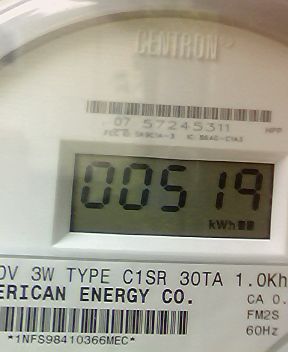 CENTRON
07 57245311
HPP
00519
kWh
0V 3W TYPE C1SR 30TA 1.0Kh
ERICAN ENERGY CO. CA 0.
FM2S
60Hz
*1NFS98410366MEC*